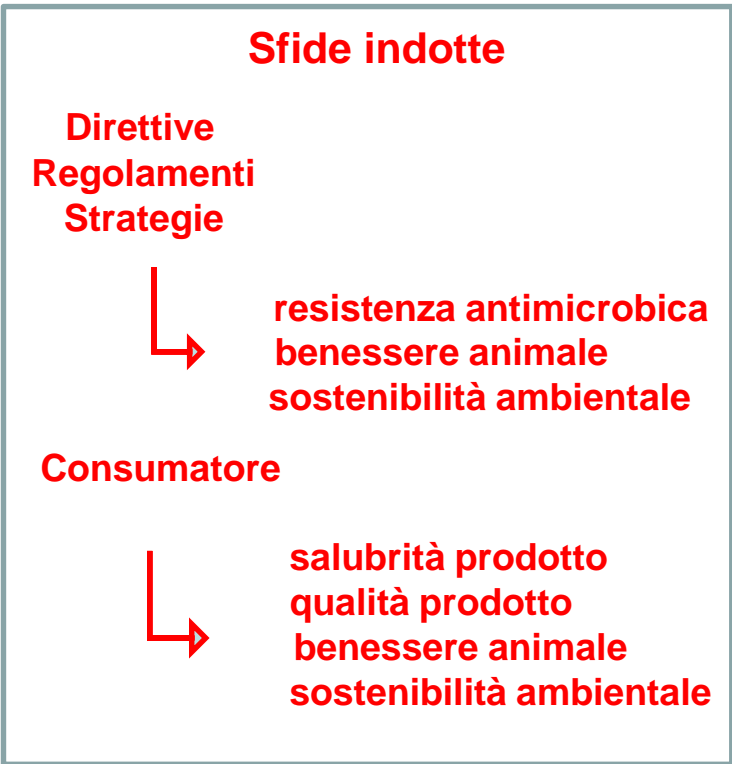 Sfide indotte
Direttive
Regolamenti
Strategie
resistenza antimicrobica
benessere animale
sostenibilità ambientale
Consumatore
salubrità prodotto
qualità prodotto
benessere animale
sostenibilità ambientale